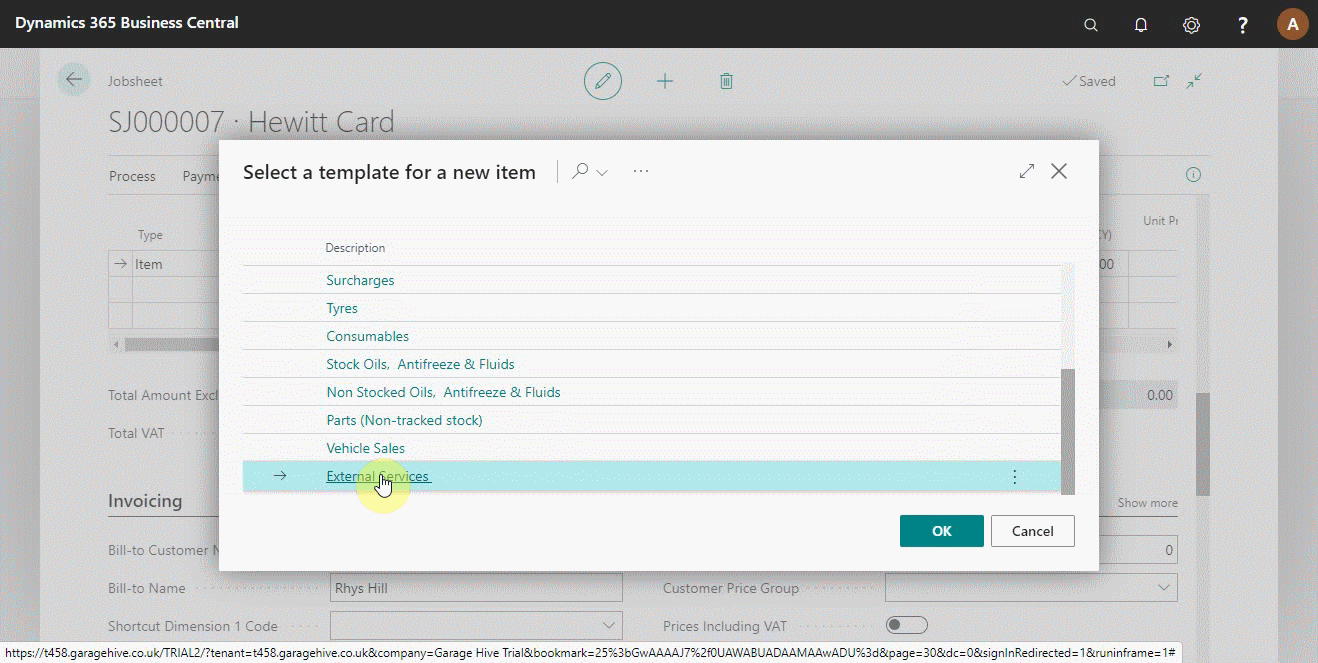 Dynamics 365 Business Central
? A
Jobsheet
Saved
SJ000007 · Hewitt Card
Select a template for a new item
Process
Type
Description
Unit
Item
Surcharges
Tyres
Consumables
Stock Oils, Antifreeze & Fluids
Non Stocked Oils, Antifreeze & Fluids
Total Amount Excl
0.00
Parts (Non-tracked stock)
Total VAT
Vehicle Sales
External Services
Invoicing
Show more
OK
Cancel
Bill-to Customer N
0
Bill-to Name
Rhys Hill
Customer Price Group
Shortcut Dimension 1 Code
Prices Including VAT
https://t458.garagehive.co.uk/TRIAL2/?tenant=t458.garagehive.co.uk&company=Garage Hive Trial&bookmark=25%3bGwAAAAJ7%2f0UAWABUADAAMAAwADU%3d&page=30&dc=0&signInRedirected=1&runinframe=1#